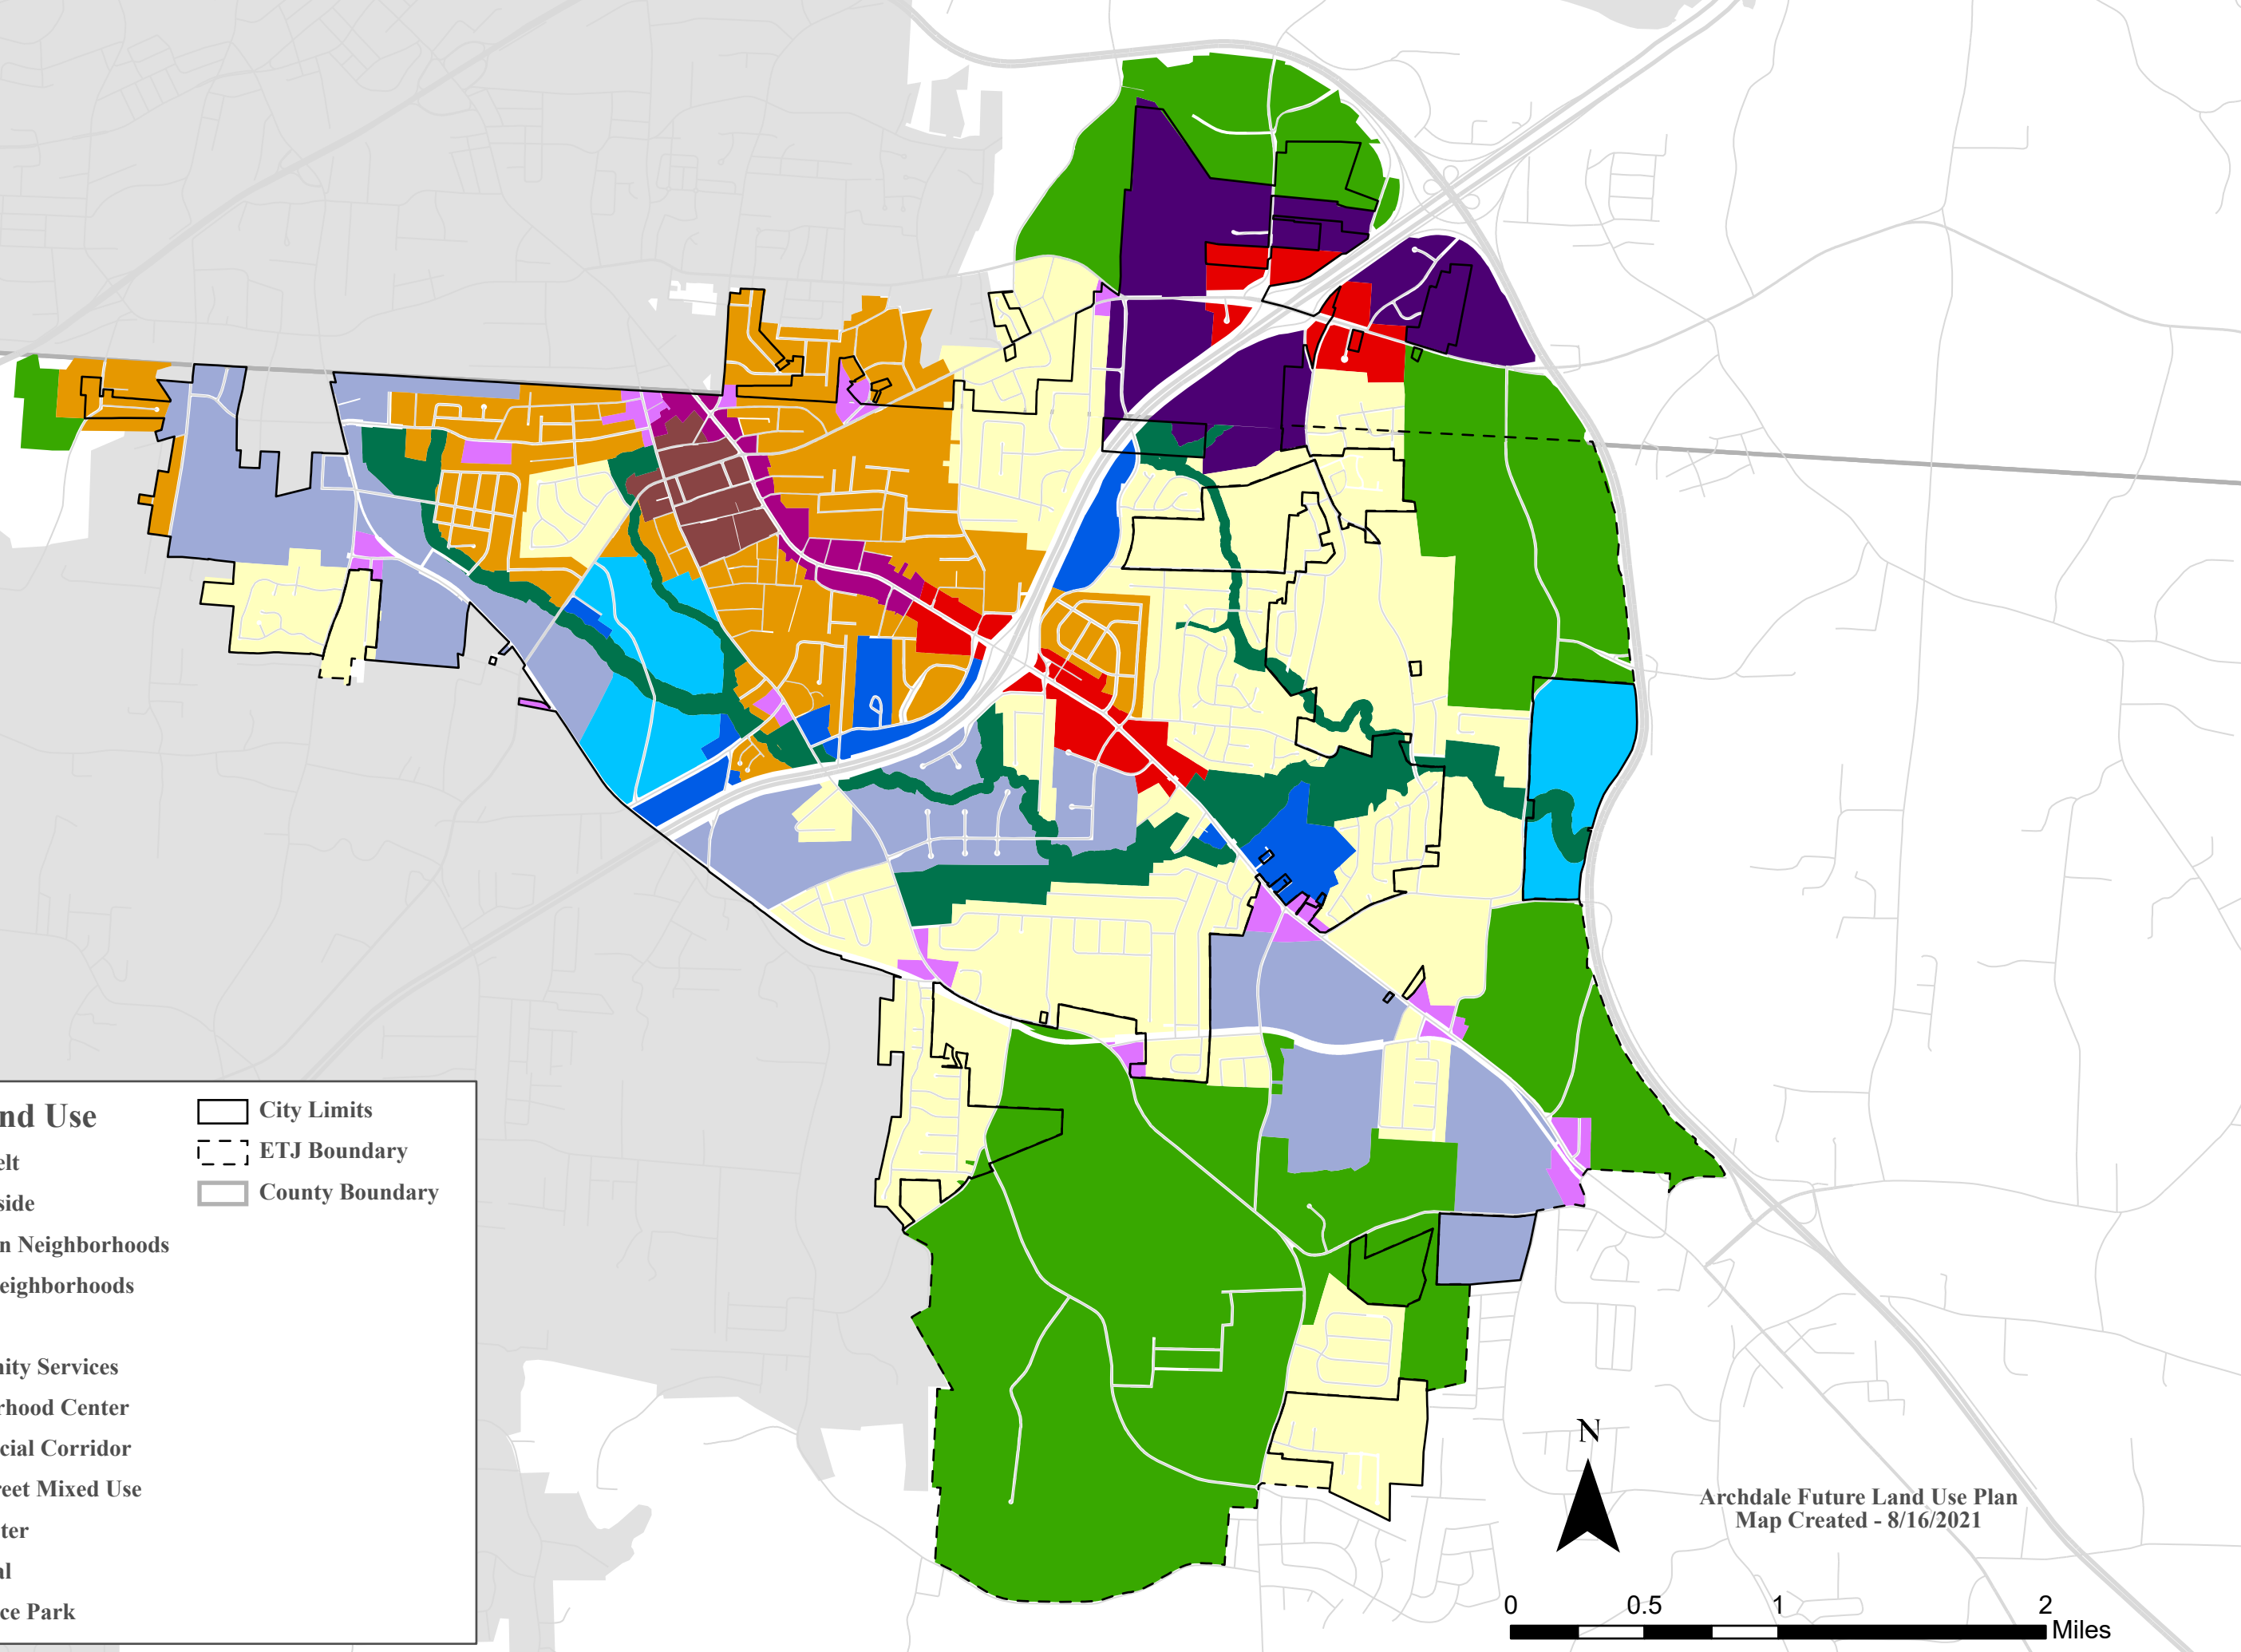 nd Use
elt
side
n Neighborhoods
eighborhoods
nity Services
rhood Center
cial Corridor
reet Mixed Use
ter
al
ce Park
City Limits
ETJ Boundary
County Boundary
N
Archdale Future Land Use Plan
Map Created - 8/16/2021
0 0.5 1 2
Miles